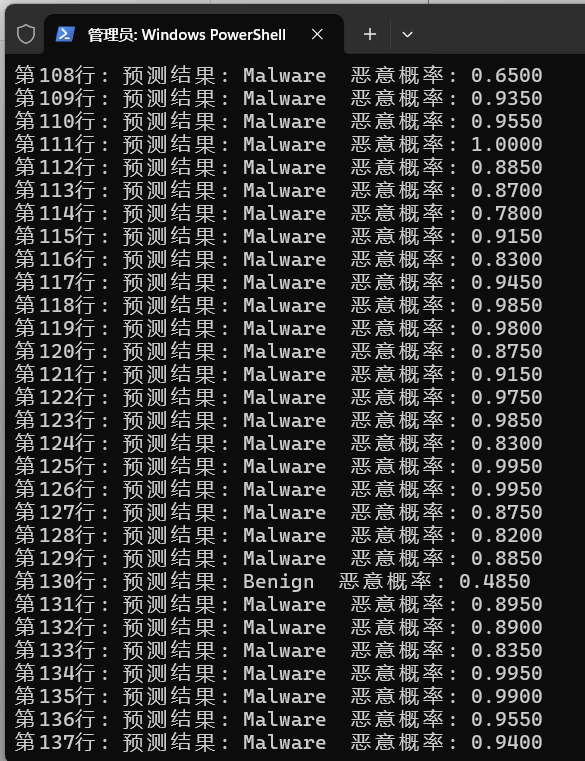 管理员: Windows PowerShell
第108行: 预测结果: Malware 恶意概率: 0.6500
第109行: 预测结果: Malware 恶意概率: 0.9350
第110行: 预测结果: Malware 恶意概率: 0.9550
第111行: 预测结果: Malware 恶意概率: 1.0000
第112行: 预测结果: Malware 恶意概率: 0.8850
第113行: 预测结果: Malware 恶意概率: 0.8700
第114行: 预测结果: Malware 恶意概率: 0.7800
第115行: 预测结果: Malware 恶意概率: 0.9150
第116行: 预测结果: Malware 恶意概率: 0.8300
第117行: 预测结果: Malware 恶意概率: 0.9450
第118行: 预测结果: Malware 恶意概率: 0.9850
第119行: 预测结果: Malware 恶意概率: 0.9800
第120行: 预测结果: Malware 恶意概率: 0.8750
第121行: 预测结果: Malware 恶意概率: 0.9150
第122行: 预测结果: Malware 恶意概率: 0.9750
第123行: 预测结果: Malware 恶意概率: 0.9850
第124行: 预测结果: Malware 恶意概率: 0.8300
第125行: 预测结果: Malware 恶意概率: 0.9950
第126行: 预测结果: Malware 恶意概率: 0.9950
第127行: 预测结果: Malware 恶意概率: 0.8750
第128行: 预测结果: Malware 恶意概率: 0.8200
第129行: 预测结果: Malware 恶意概率: 0.8850
第130行: 预测结果: Benign 恶意概率: 0.4850
第131行: 预测结果: Malware 恶意概率: 0.8950
第132行: 预测结果: Malware 恶意概率: 0.8900
第133行: 预测结果: Malware 恶意概率: 0.8350
第134行: 预测结果: Malware 恶意概率: 0.9950
第135行: 预测结果: Malware 恶意概率: 0.9900
第136行: 预测结果: Malware 恶意概率: 0.9550
第137行: 预测结果: Malware 恶意概率: 0.9400